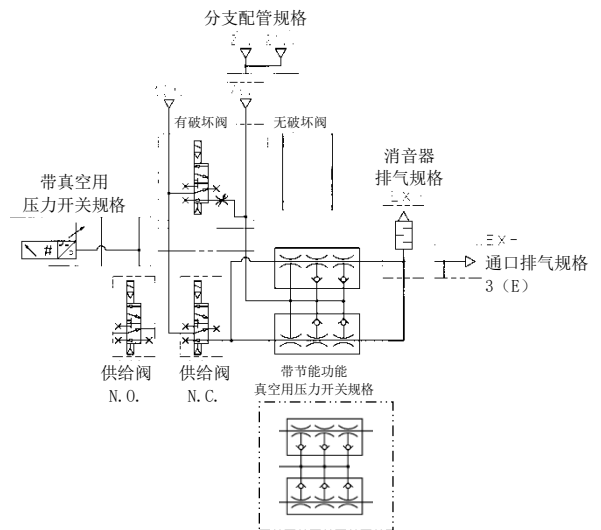 分支配管规格
有破坏阀
无破坏阀
消音器
排气规格
带真空用
压力开关规格
通口排气规格
3（E）
供给阀
N.O.
供给阀
N.C.
带节能功能
真空用压力开关规格